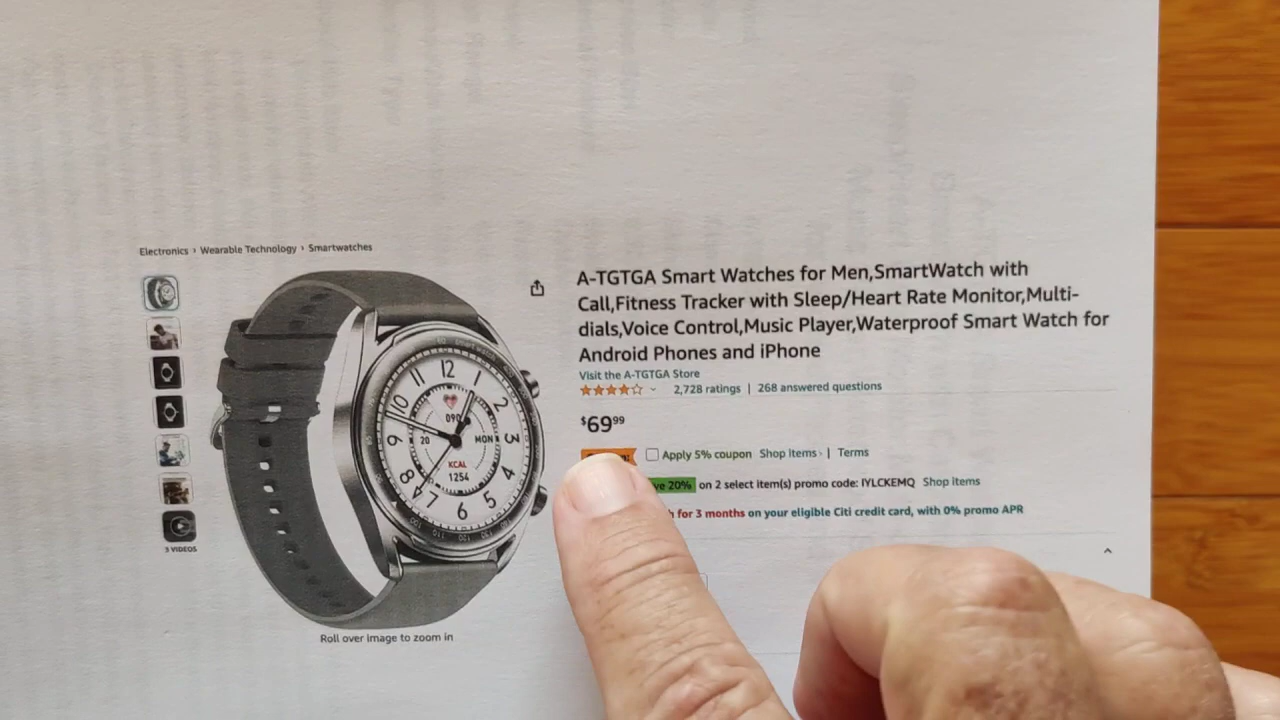 Electronics › Wearable Technology › Smartwatches
A-TGTGA Smart Watches for Men,SmartWatch with
Call,Fitness Tracker with Sleep/Heart Rate Monitor,Multi-
dials,Voice Control,Music Player,Waterproof Smart Watch for
Android Phones and iPhone
Visit the A-TGTGA Store
2,728 ratings | 268 answered questions
$6999
Apply 5% coupon Shop Items › | Terms
20% on 2 select item(s) promo code: IYLCKEMQ Shop items
for 3 months on your eligible Citi credit card, with 0% promo APR
3 VIDEOS
Roll over image to zoom in
12
1
2
3
4
5
6
7
8
9
10
11
090
20
MON
KCAL
1254